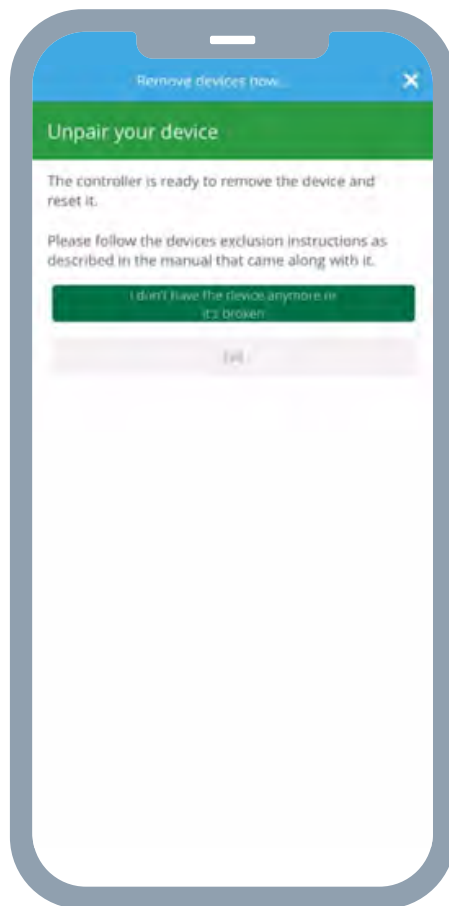 Remove devices now...
Unpair your device
The controller is ready to remove the device and
reset it.
Please follow the devices exclusion instructions as
described in the manual that came along with it.
I don't have the device anymore or
it's broken